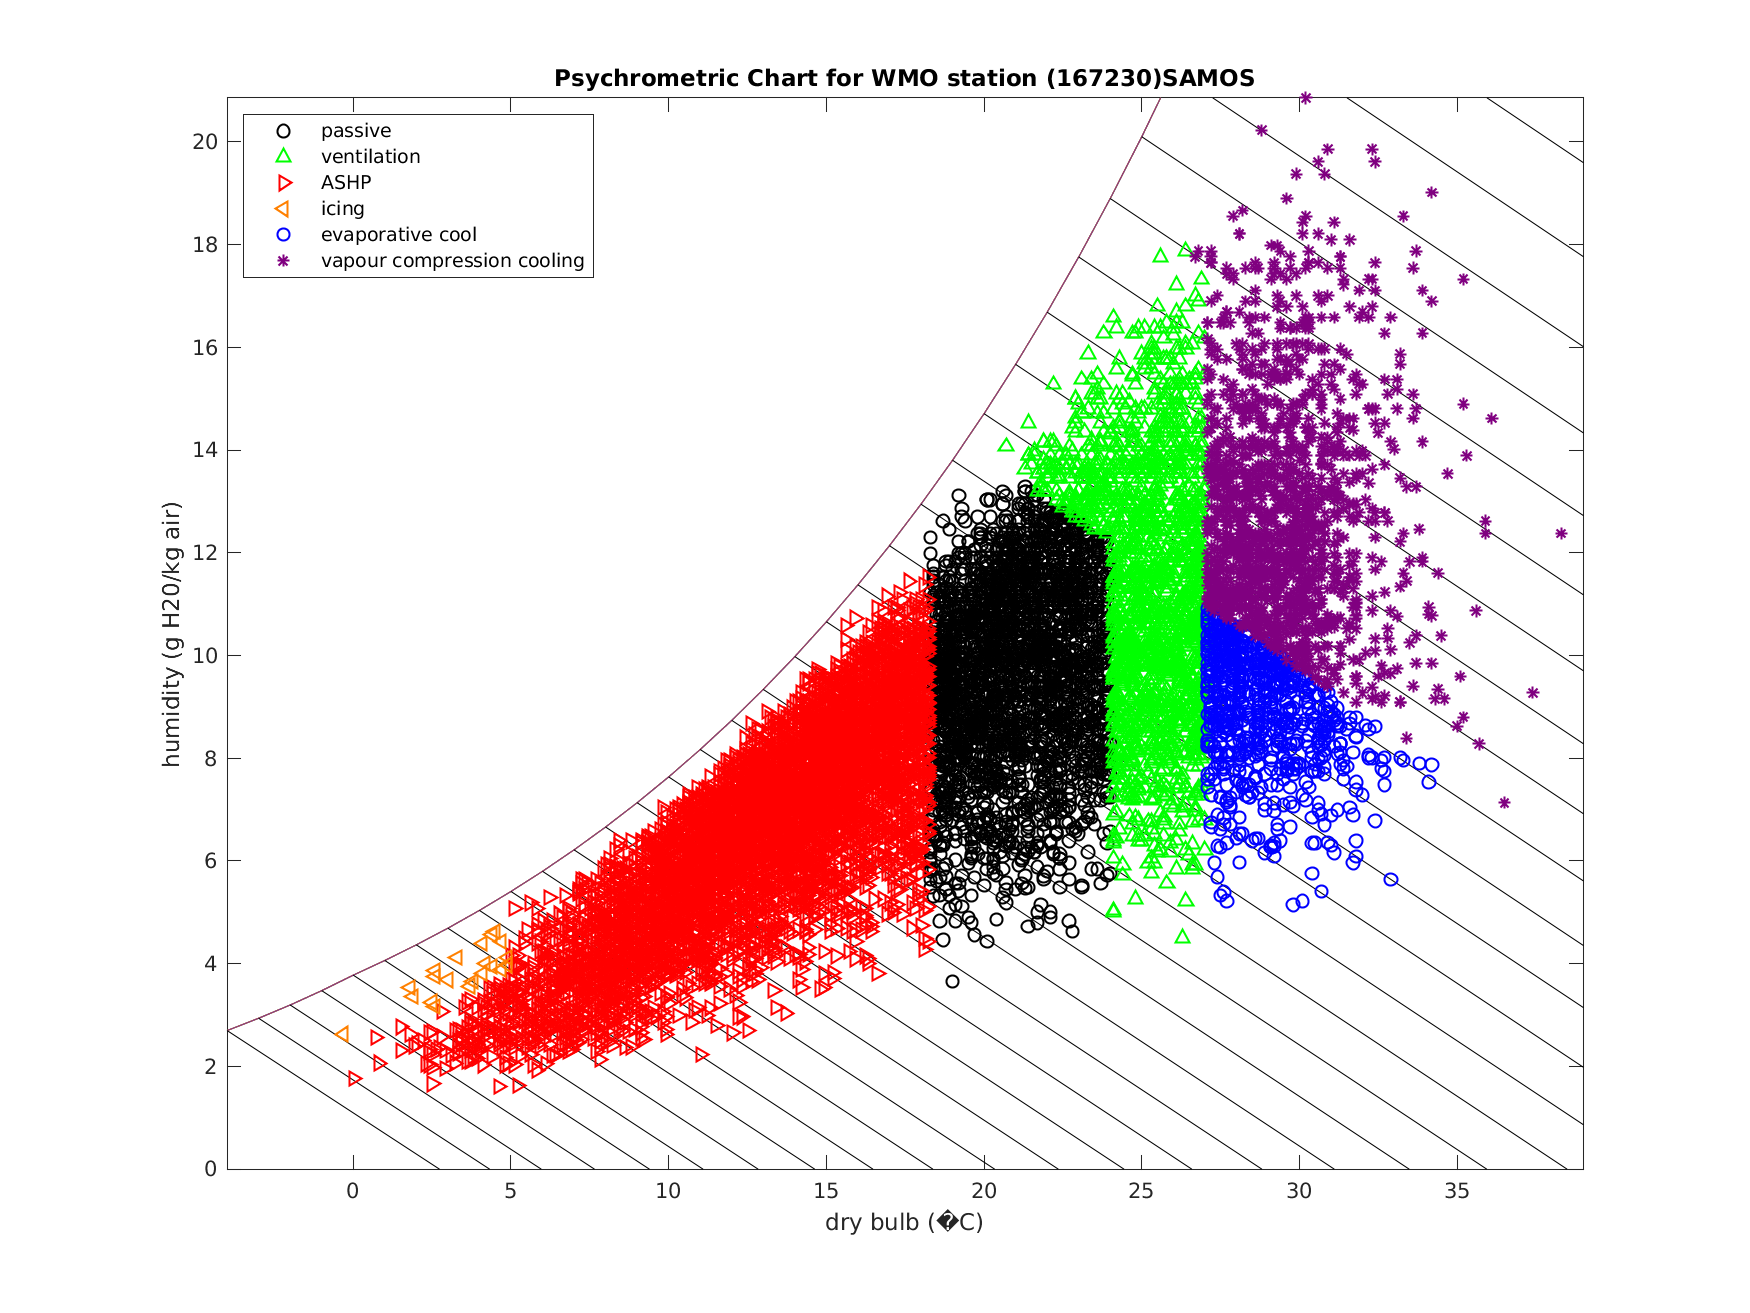 Psychrometric Chart for WMO station (167230)SAMOS
passive
ventilation
ASHP
icing
evaporative cool
vapour compression cooling
humidity (g H20/kg air)
20
18
16
14
12
10
8
6
4
2
0
0 5 10 15 20 25 30 35
dry bulb (�C)